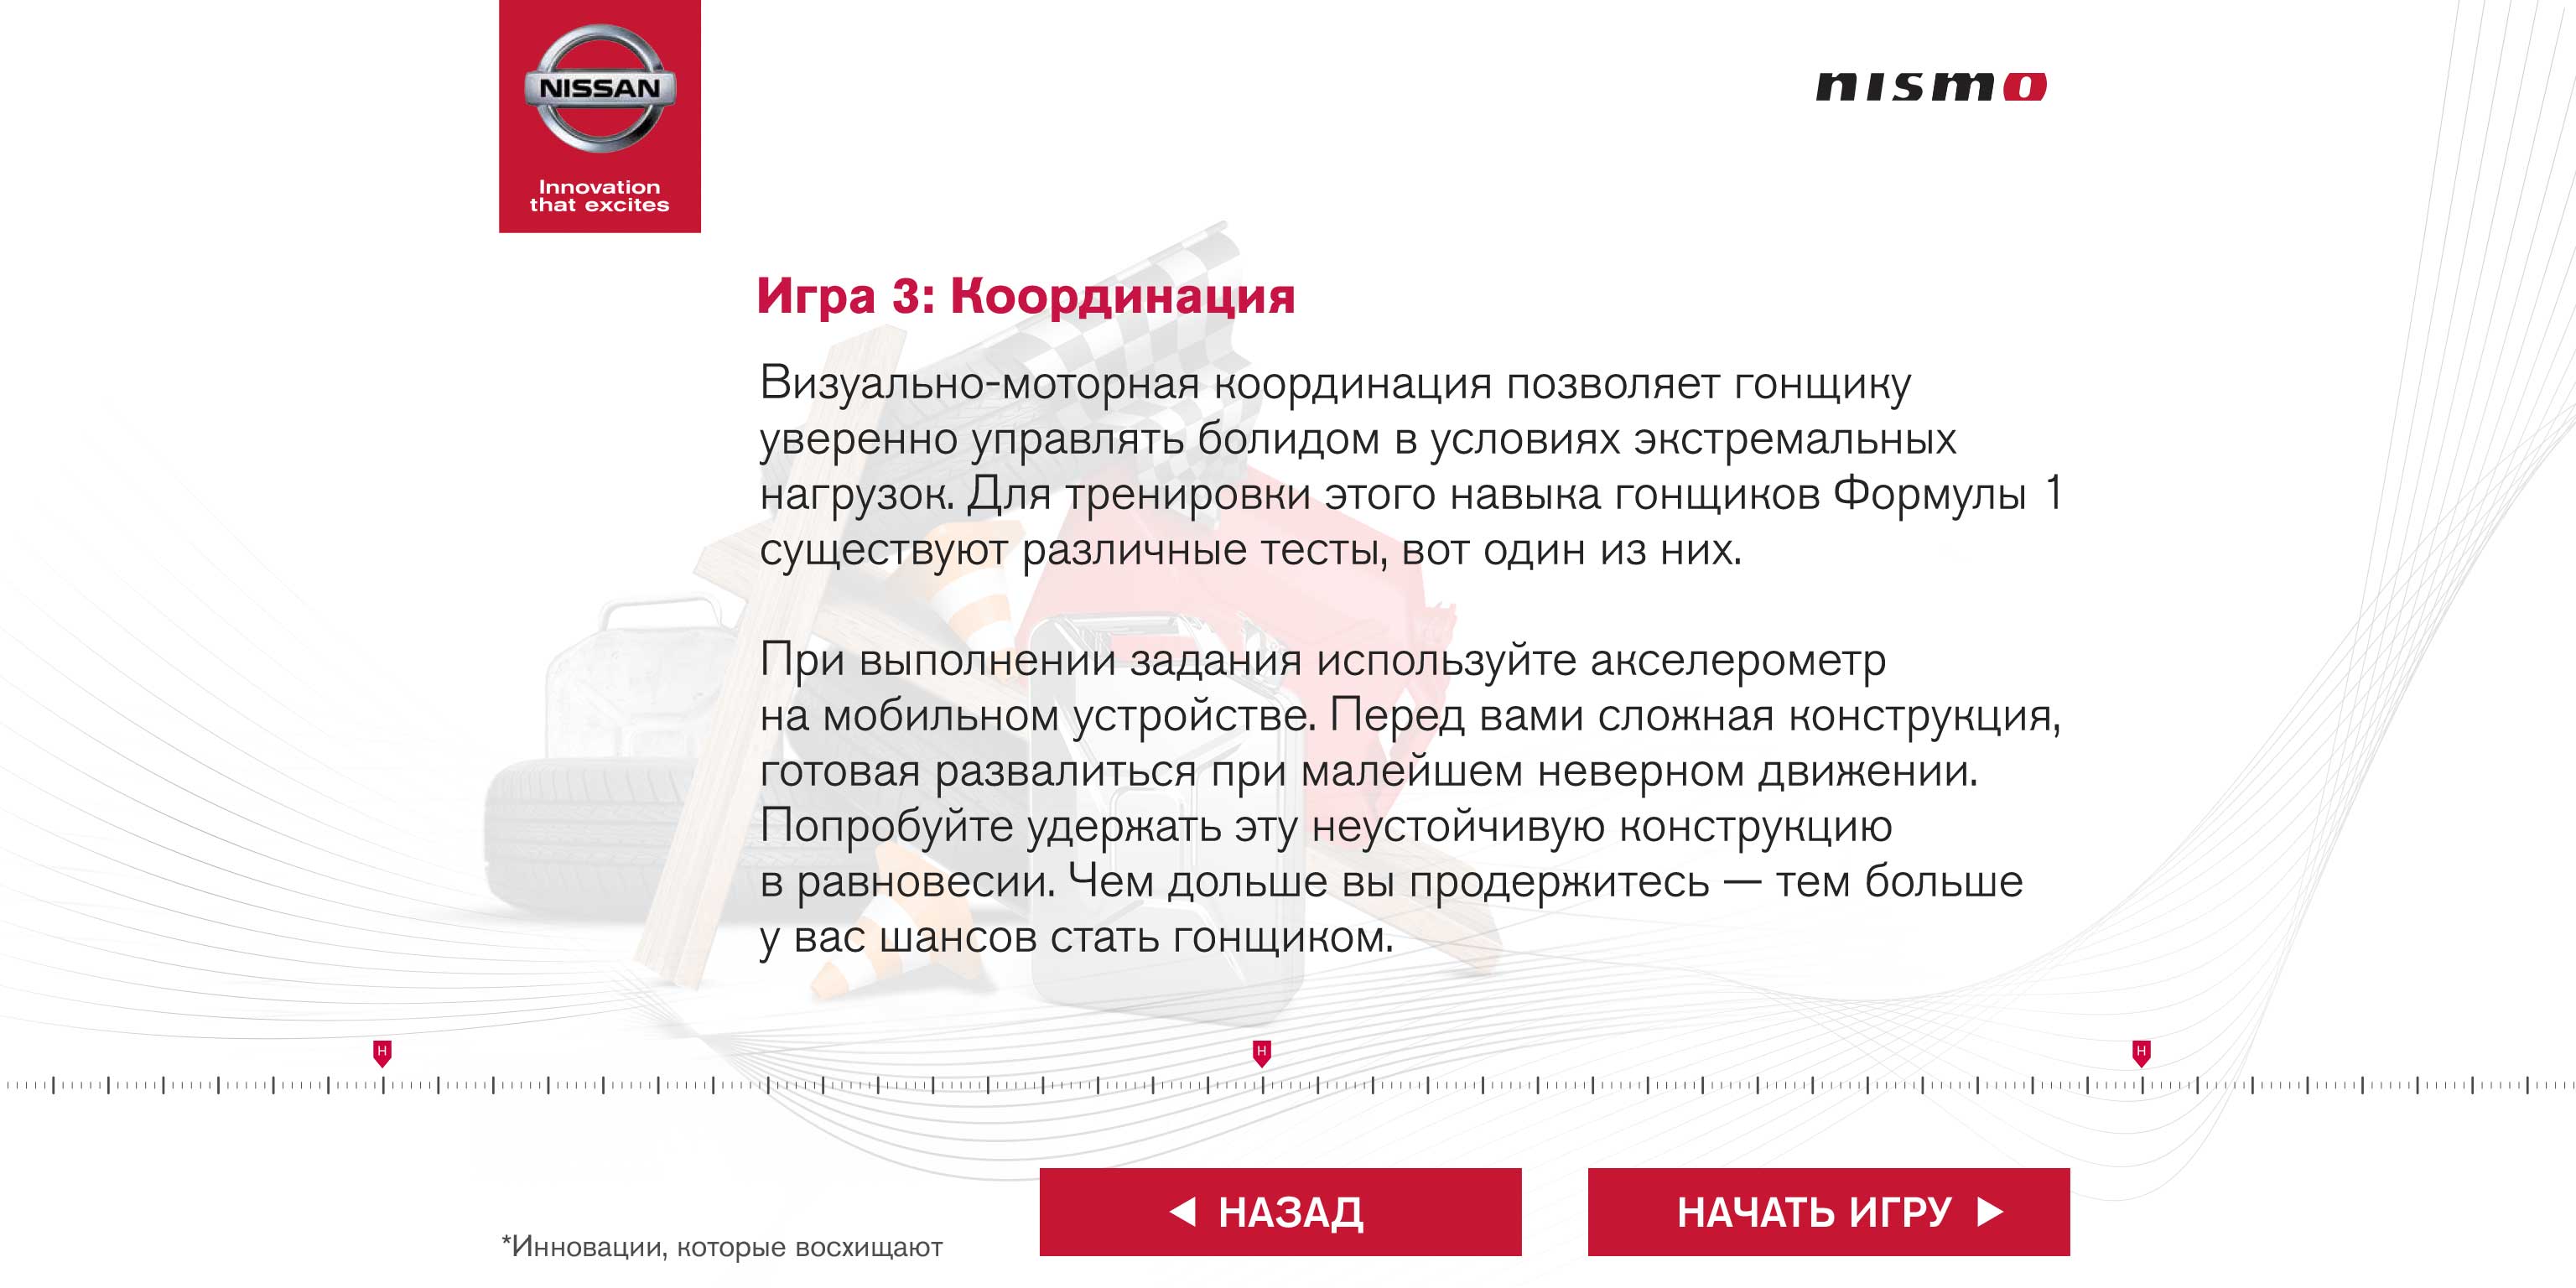 NISSAN
Innovation
that excites
nismo
Игра 3: Координация
Визуально-моторная координация позволяет гонщику
уверенно управлять болидом в условиях экстремальных
нагрузок. Для тренировки этого навыка гонщиков Формулы 1
существуют различные тесты, вот один из них.
При выполнении задания используйте акселерометр
на мобильном устройстве. Перед вами сложная конструкция,
готовая развалиться при малейшем неверном движении.
Попробуйте удержать эту неустойчивую конструкцию
в равновесии. Чем дольше вы продержитесь — тем больше
у вас шансов стать гонщиком.
Н Н Н
◀ НАЗАД
НАЧАТЬ ИГРУ ▶
*Инновации, которые восхищают